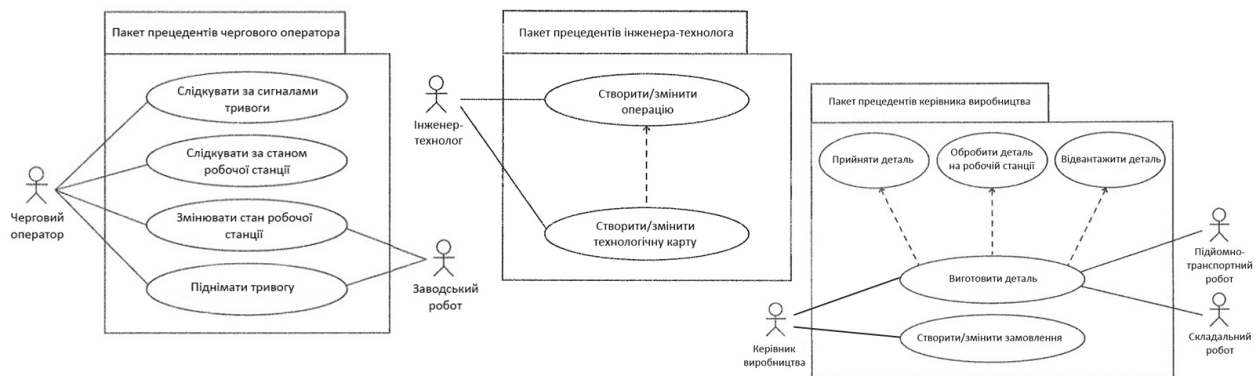 Пакет прецедентів чергового оператора
Слідкувати за сигналами
тривоги
Слідкувати за станом
робочої станції
Змінювати стан робочої
станції
Піднімати тривогу
Черговий
оператор
Заводський
робот
Пакет прецедентів інженера-технолога
Створити/змінити
операцію
Створити/змінити
технологічну карту
Інженер-
технолог
Пакет прецедентів керівника виробництва
Прийняти деталь
Обробити деталь
на робочій станції
Відвантажити деталь
Виготовити деталь
Створити/змінити замовлення
Керівник
виробництва
Підйомно-
транспортний
робот
Складальний
робот